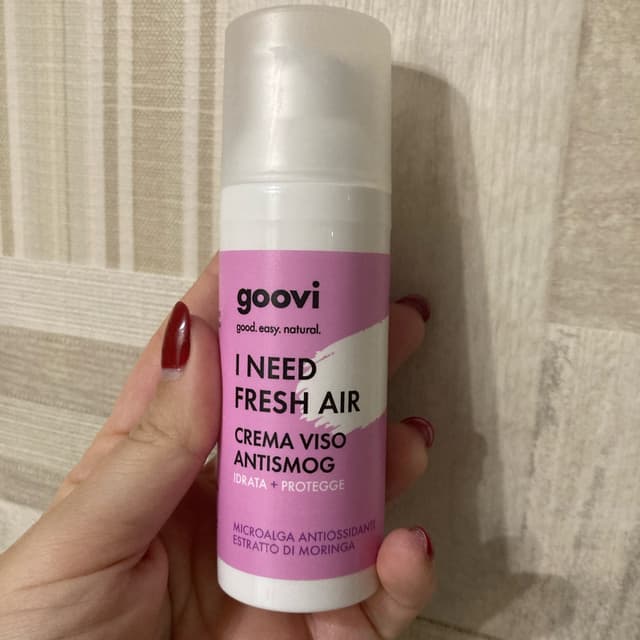 goovi
good. easy. natural.
I NEED
FRESH AIR
CREMA VISO
ANTISMOG
IDRATA + PROTEGGE
MICROALGA ANTIOSSIDANTE
ESTRATTO DI MORINGA